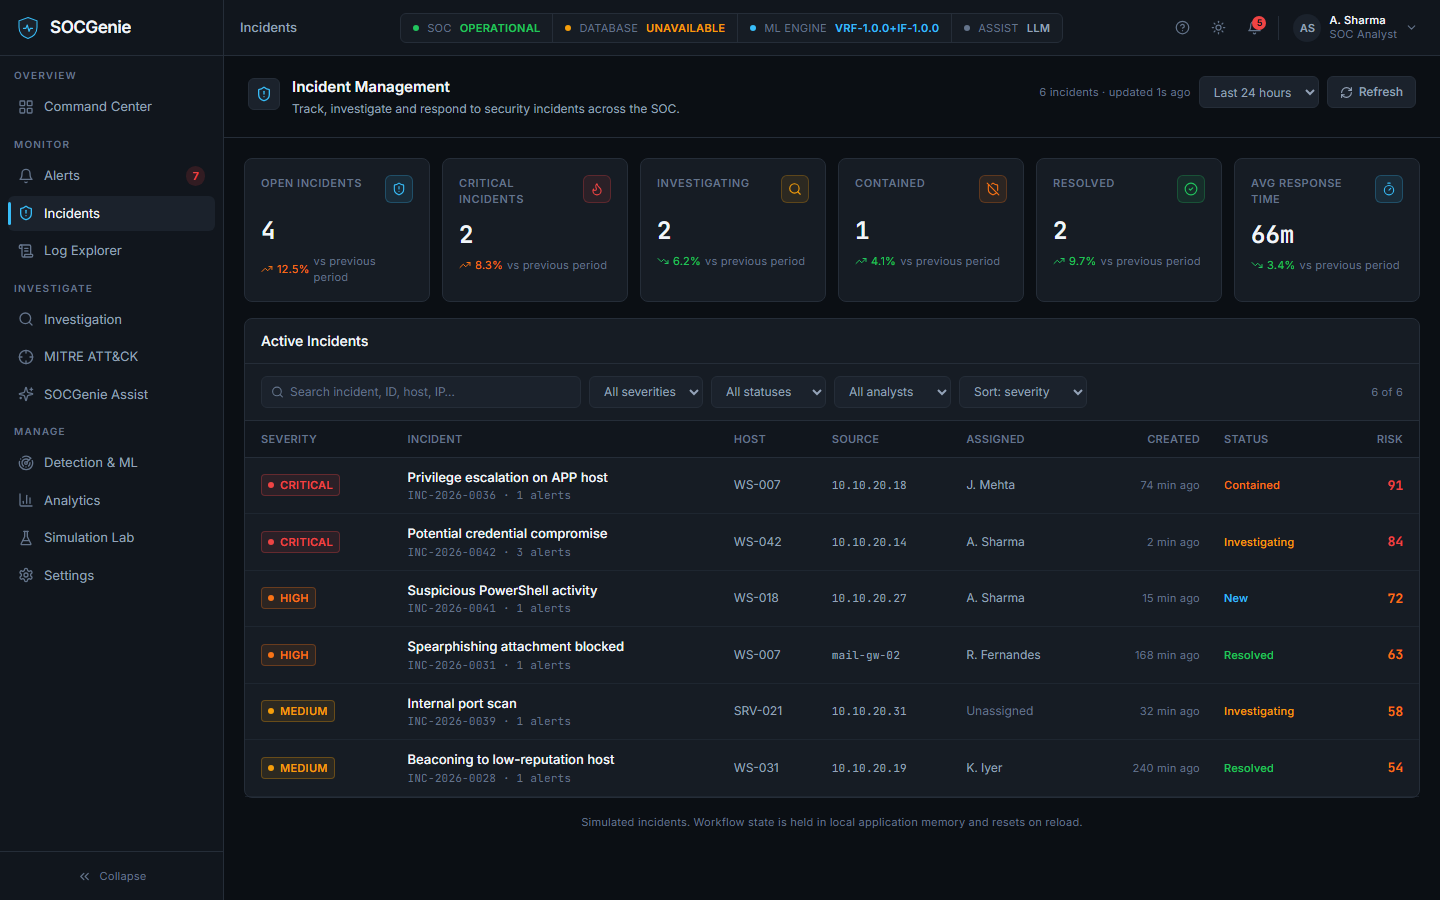 SOCGenie
OVERVIEW
Command Center
MONITOR
Alerts 7
Incidents
Log Explorer
INVESTIGATE
Investigation
MITRE ATT&CK
SOCGenie Assist
MANAGE
Detection & ML
Analytics
Simulation Lab
Settings
Collapse
Incidents
SOC OPERATIONAL
DATABASE UNAVAILABLE
ML ENGINE VRF-1.0.0+IF-1.0.0
ASSIST LLM
5
AS
A. Sharma
SOC Analyst
Incident Management
Track, investigate and respond to security incidents across the SOC.
6 incidents · updated 1s ago
Last 24 hours
Refresh
OPEN INCIDENTS
4
12.5% vs previous
period
CRITICAL
INCIDENTS
2
8.3% vs previous period
INVESTIGATING
2
6.2% vs previous period
CONTAINED
1
4.1% vs previous period
RESOLVED
2
9.7% vs previous period
AVG RESPONSE
TIME
66m
3.4% vs previous period
Active Incidents
Search incident, ID, host, IP...
All severities
All statuses
All analysts
Sort: severity
6 of 6
SEVERITY INCIDENT HOST SOURCE ASSIGNED CREATED STATUS RISK
CRITICAL Privilege escalation on APP host WS-007 10.10.20.18 J. Mehta 74 min ago Contained 91
INC-2026-0036 · 1 alerts
CRITICAL Potential credential compromise WS-042 10.10.20.14 A. Sharma 2 min ago Investigating 84
INC-2026-0042 · 3 alerts
HIGH Suspicious PowerShell activity WS-018 10.10.20.27 A. Sharma 15 min ago New 72
INC-2026-0041 · 1 alerts
HIGH Spearphishing attachment blocked WS-007 mail-gw-02 R. Fernandes 168 min ago Resolved 63
INC-2026-0031 · 1 alerts
MEDIUM Internal port scan SRV-021 10.10.20.31 Unassigned 32 min ago Investigating 58
INC-2026-0039 · 1 alerts
MEDIUM Beaconing to low-reputation host WS-031 10.10.20.19 K. Iyer 240 min ago Resolved 54
INC-2026-0028 · 1 alerts
Simulated incidents. Workflow state is held in local application memory and resets on reload.